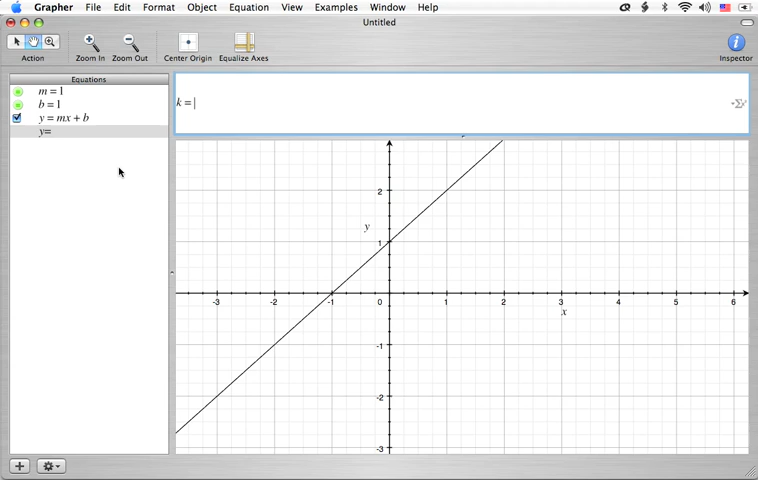 Grapher File Edit Format Object Equation View Examples Window Help
Untitled
Action Zoom In Zoom Out Center Origin Equalize Axes Inspector
Equations
m = 1
b = 1
y = mx + b
y=
k =
y
x
2
1
-3 -2 -1 0 1 2 3 4 5 6
-1
-2
-3